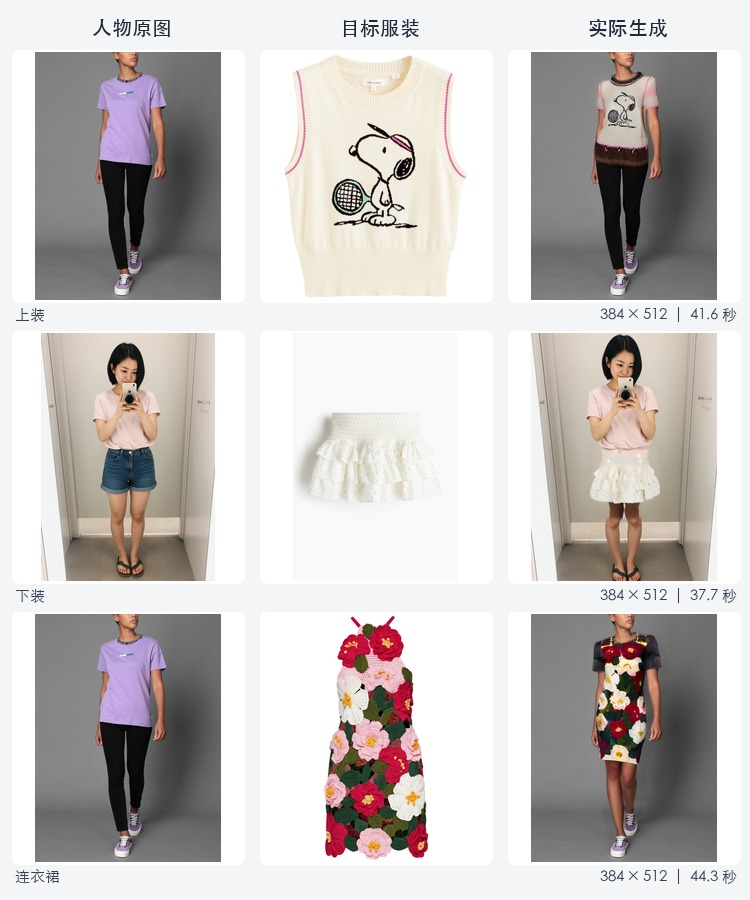 人物原图
目标服装
实际生成
上装
384×512 | 41.6 秒
下装
384×512 | 37.7 秒
连衣裙
384×512 | 44.3 秒